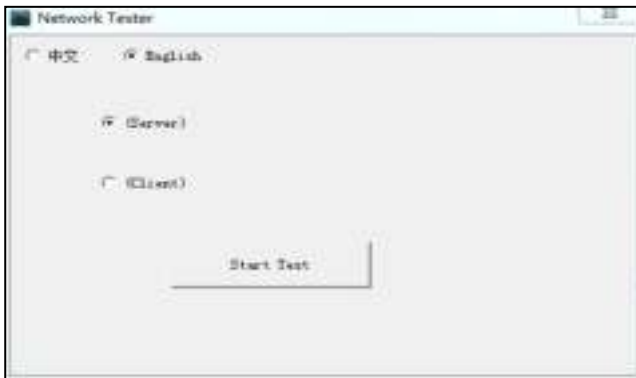 Network Tester
中文 English
(Server)
(Client)
Start Test